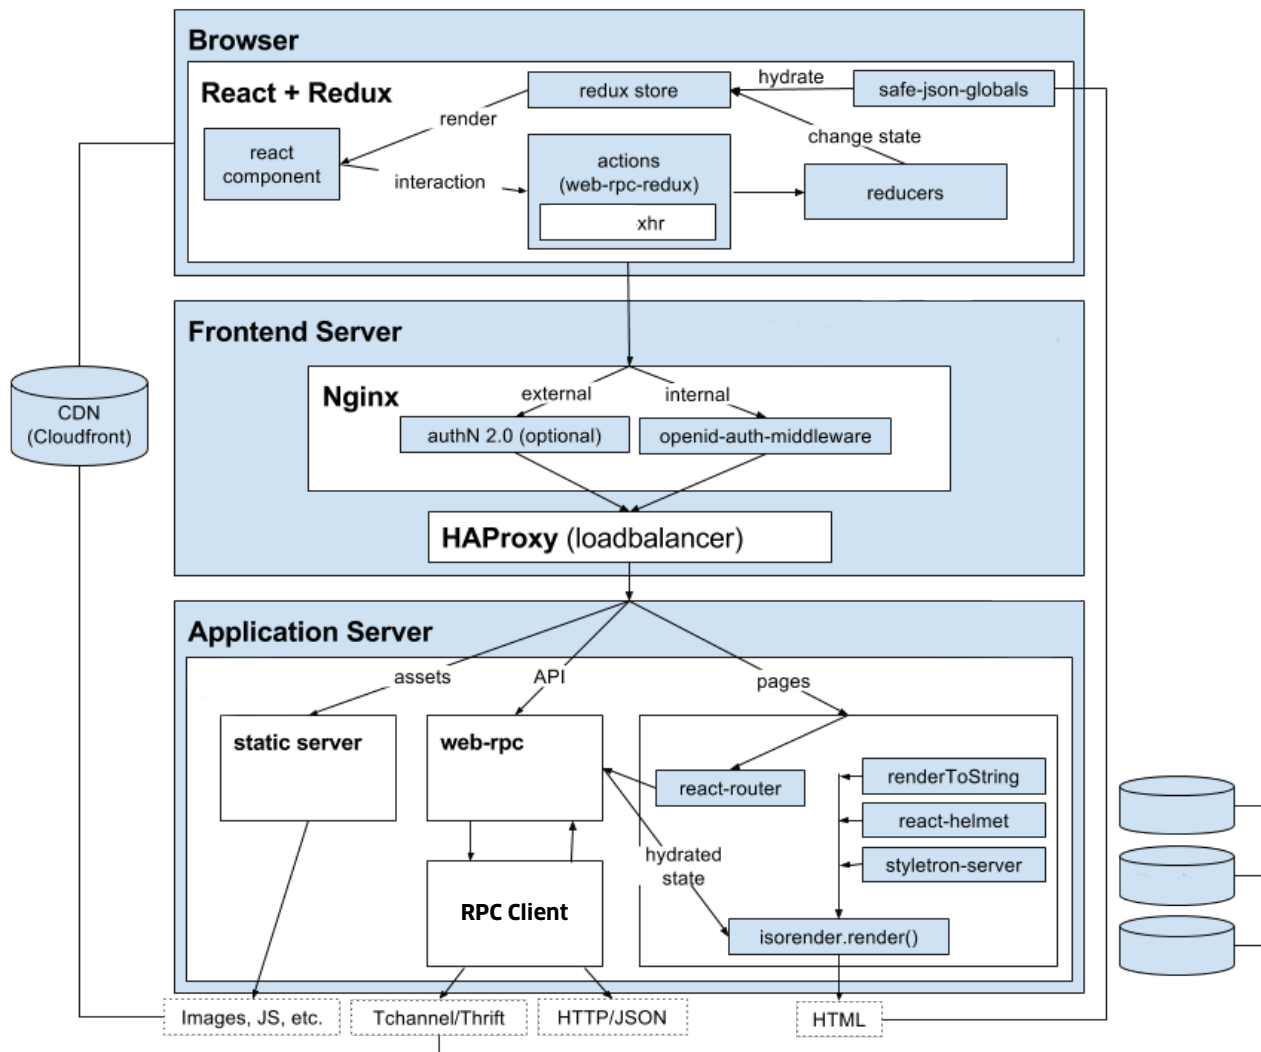 Browser
React + Redux
redux store
hydrate
safe-json-globals
render
change state
react
component
interaction
actions
(web-rpc-redux)
xhr
reducers
Frontend Server
Nginx
external
internal
authN 2.0 (optional)
openid-auth-middleware
HAProxy (loadbalancer)
CDN
(Cloudfront)
Application Server
assets
API
pages
static server
web-rpc
react-router
renderToString
react-helmet
styletron-server
hydrated
state
RPC Client
isorender.render()
Images, JS, etc.
Tchannel/Thrift
HTTP/JSON
HTML